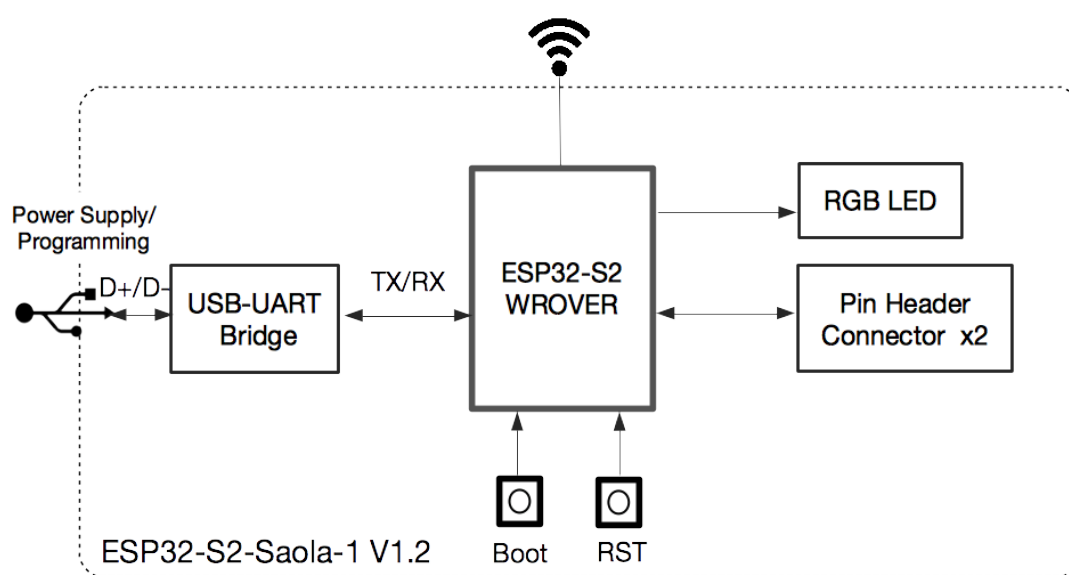 Power Supply/
Programming
D+/D-
USB-UART
Bridge
TX/RX
ESP32-S2
WROVER
RGB LED
Pin Header
Connector x2
Boot
RST
ESP32-S2-Saola-1 V1.2